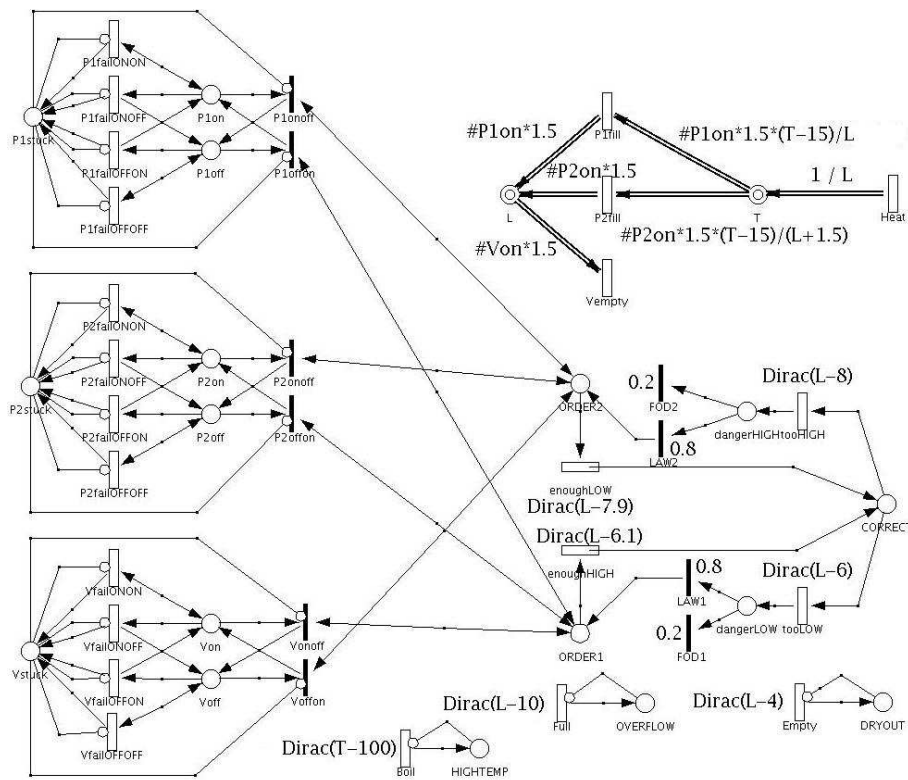 P1failONON
P1stuck
P1failONOFF
P1on
P1onoff
P1failOFFON
P1off
P1offon
P1failOFFOFF
#P1on*1.5
P1fill
#P1on*1.5*(T-15)/L
#P2on*1.5
1 / L
L
P2fill
T
Heat
#Von*1.5
#P2on*1.5*(T-15)/(L+1.5)
Vempty
P2failONON
P2stuck
P2failONOFF
P2on
P2onoff
P2failOFFON
P2off
P2offon
P2failOFFOFF
0.2
Dirac(L-8)
ORDER2
FOD2
dangerHIGH
tooHIGH
0.8
LAW2
enoughLOW
Dirac(L-7.9)
CORRECT
Dirac(L-6.1)
enoughHIGH
0.8
Dirac(L-6)
LAW1
0.2
dangerLOW
tooLOW
ORDER1
FOD1
VfailONON
Vstuck
VfailONOFF
Von
Vonoff
VfailOFFON
Voff
Voffon
VfailOFFOFF
Dirac(L-10)
Full
OVERFLOW
Dirac(L-4)
Empty
DRYOUT
Dirac(T-100)
Boil
HIGHTEMP